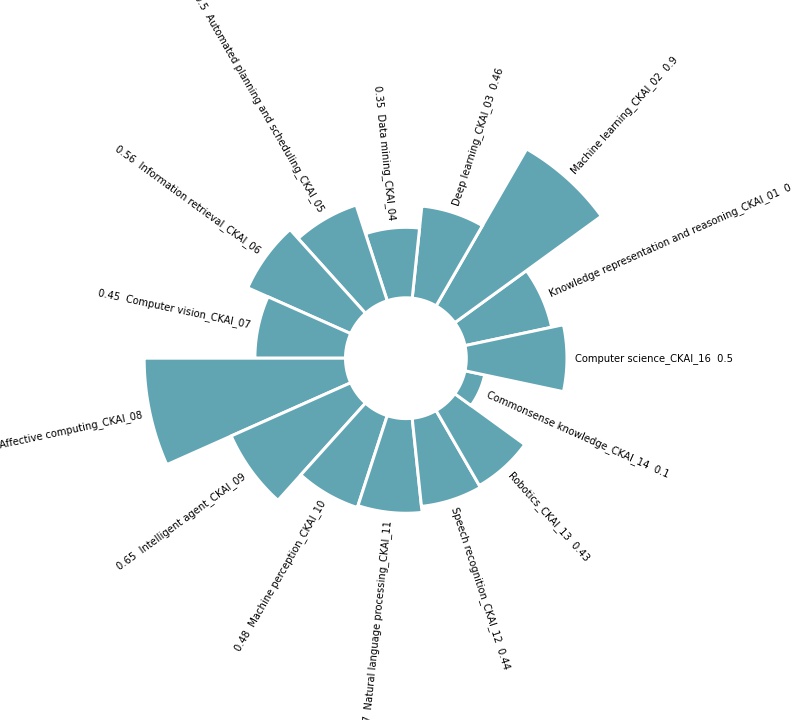 Knowledge representation and reasoning_CKAI_01 0
Machine learning_CKAI_02 0.9
Deep learning_CKAI_03 0.46
0.35 Data mining_CKAI_04
.5 Automated planning and scheduling_CKAI_05
0.56 Information retrieval_CKAI_06
0.45 Computer vision_CKAI_07
Affective computing_CKAI_08
0.65 Intelligent agent_CKAI_09
0.48 Machine perception_CKAI_10
7 Natural language processing_CKAI_11
Speech recognition_CKAI_12 0.44
Robotics_CKAI_13 0.43
Commonsense knowledge_CKAI_14 0.1
Computer science_CKAI_16 0.5